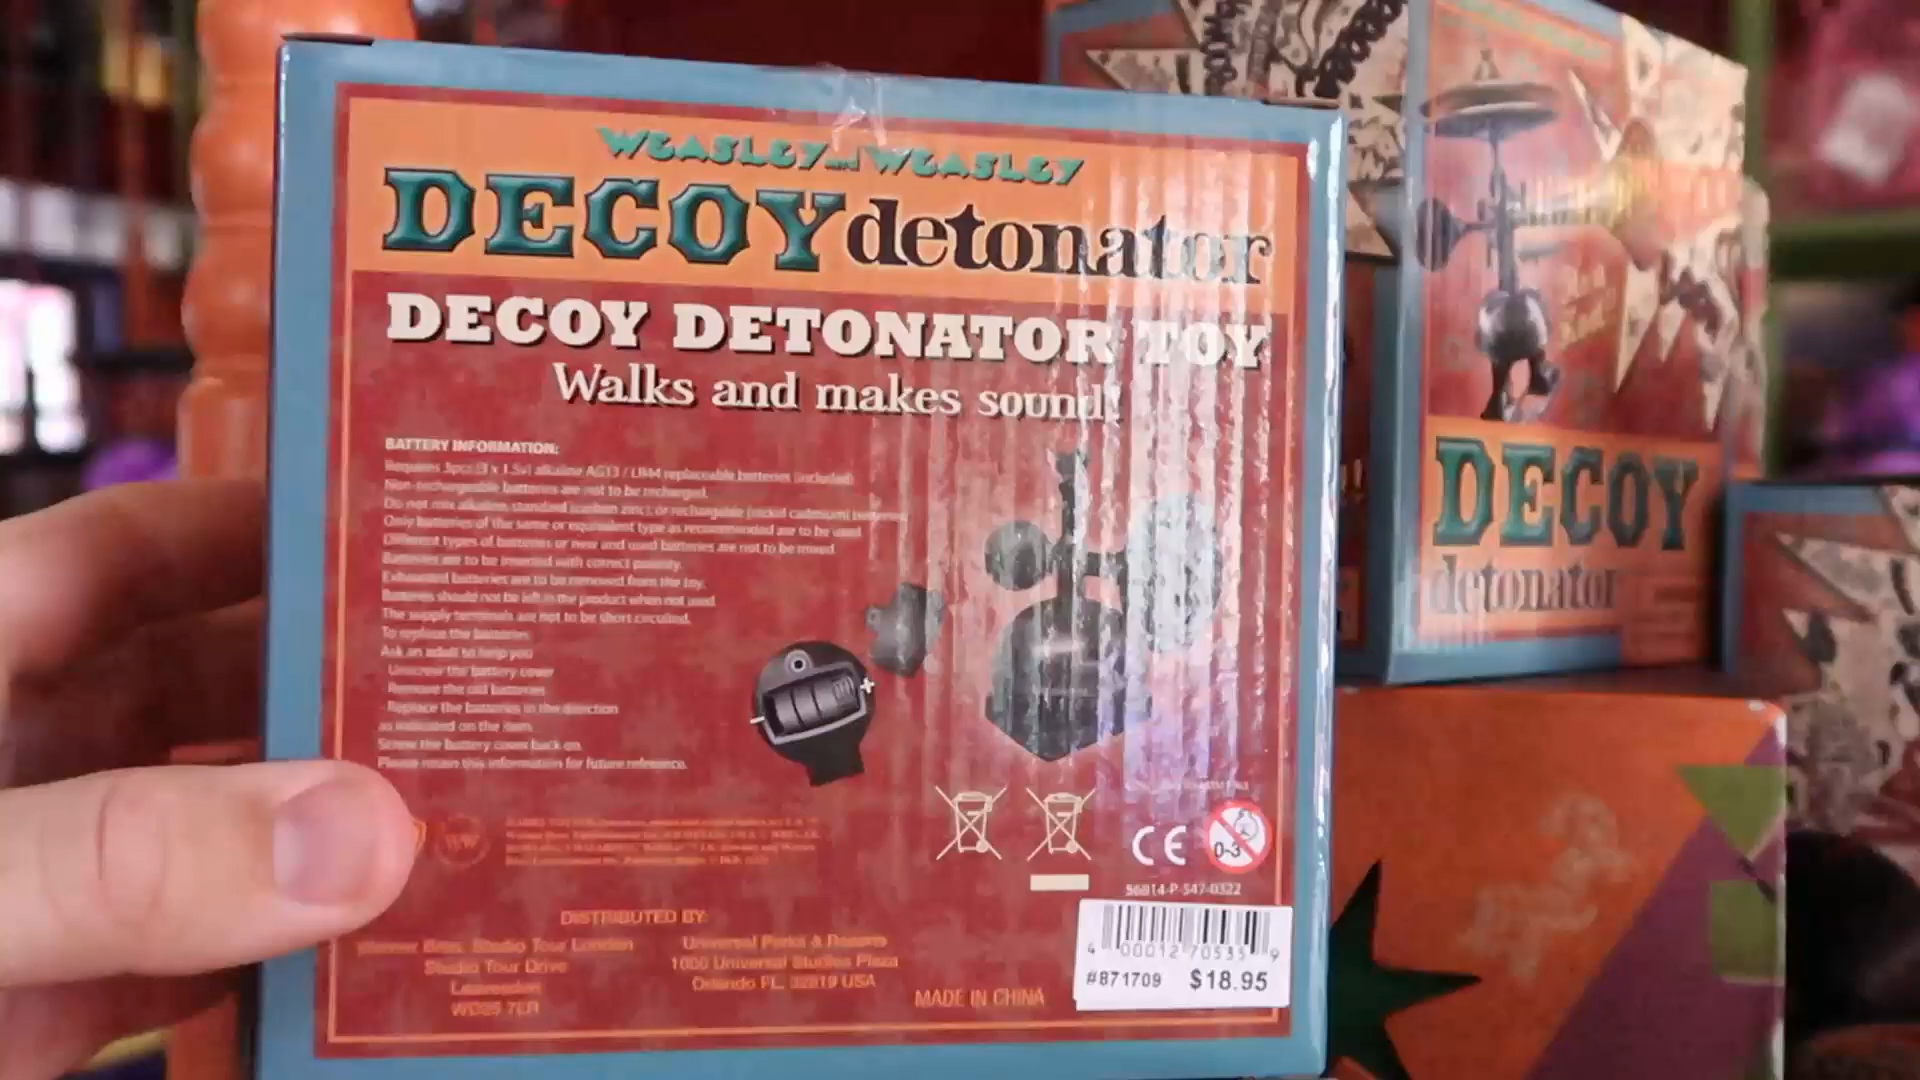 WEASLEY and WEASLEY
DECOY detonator
DECOY DETONATOR TOY
Walks and makes sound!
BATTERY INFORMATION:
Requires 3pcs (3 x 1.5v) alkaline AG13 / LR44 replaceable batteries (included)
Non-rechargeable batteries are not to be recharged.
Do not mix alkaline, standard (carbon zinc), or rechargeable (nickel cadmium) batteries
Only batteries of the same or equivalent type as recommended are to be used
Different types of batteries or new and used batteries are not to be mixed
Batteries are to be inserted with correct polarity.
Exhausted batteries are to be removed from the toy.
Batteries should not be left in the product when not used
The supply terminals are not to be short circuited.
To replace the batteries
Ask an adult to help you
- Unscrew the battery cover
- Remove the old batteries
- Replace the batteries in the direction
as indicated on the item
Screw the battery cover back on
Please retain this information for future reference.
+
-
CE
0-3
56814-P-547-0322
DISTRIBUTED BY:
Warner Bros. Studio Tour London
Studio Tour Drive
Leavesden
WD25 7LR
Universal Parks & Resorts
1000 Universal Studios Plaza
Orlando FL, 32819 USA
MADE IN CHINA
4 00012 70535 9
#871709 $18.95
DECOY
detonator